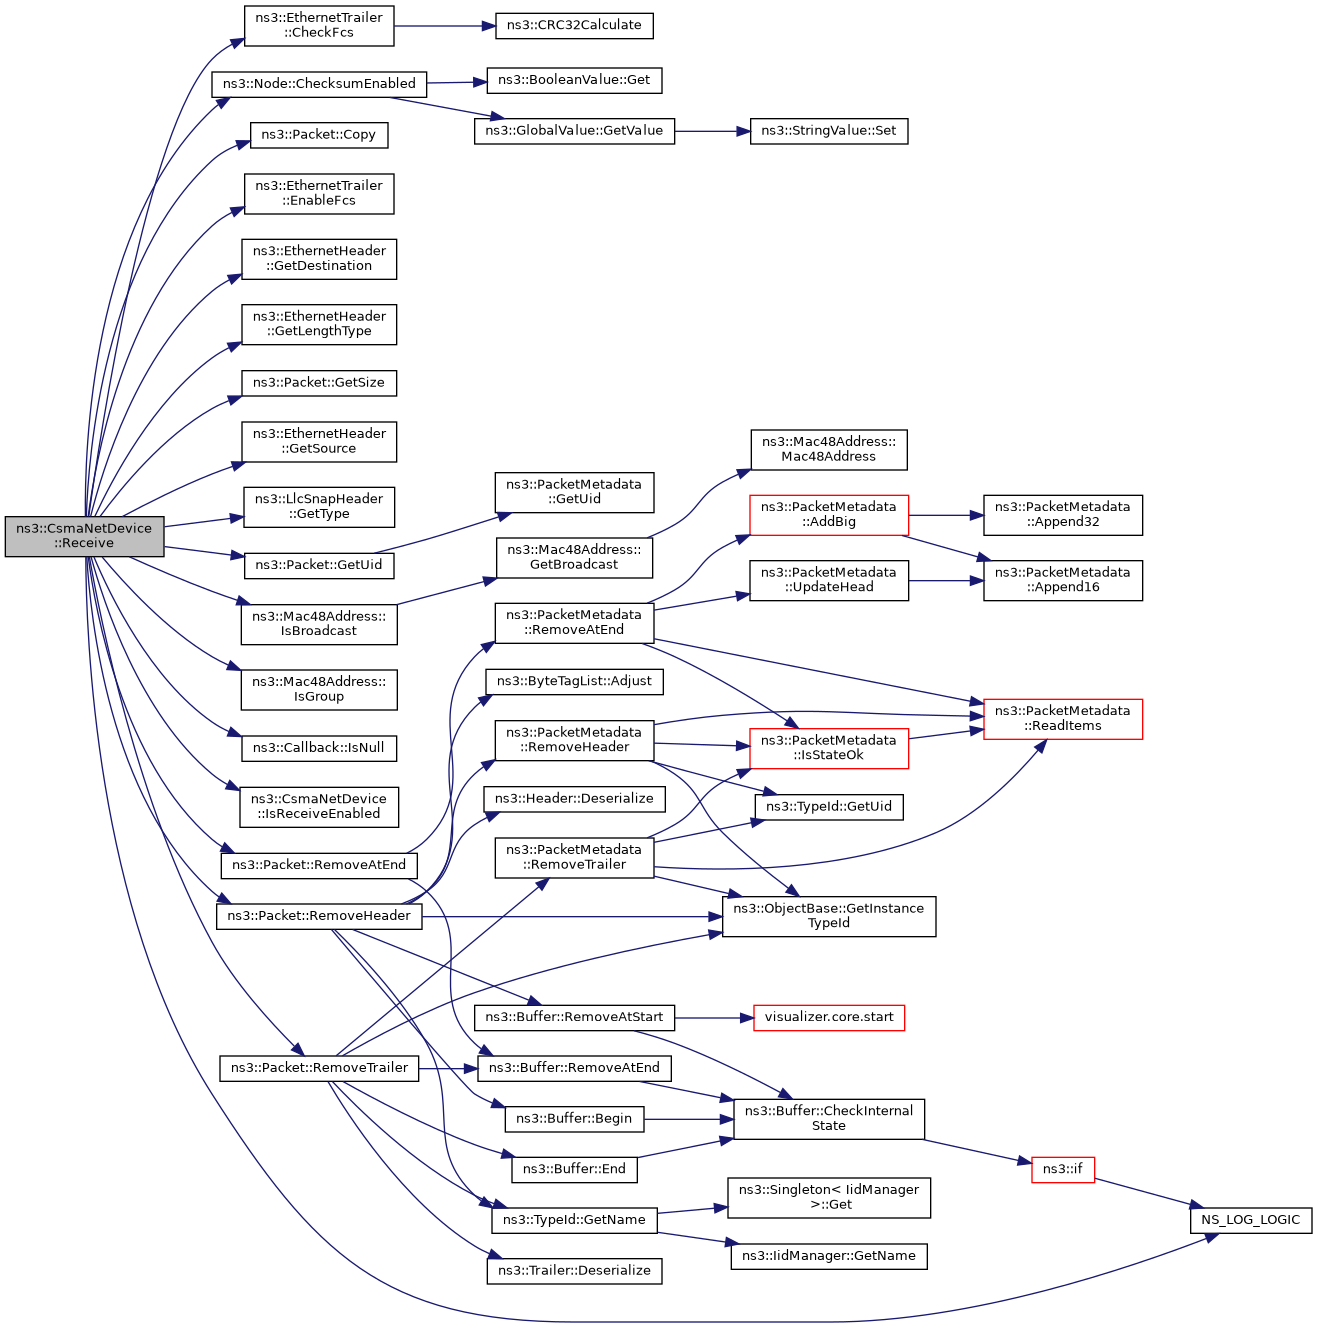 ns3::EthernetTrailer
::CheckFcs
ns3::CRC32Calculate
ns3::Node::ChecksumEnabled
ns3::BooleanValue::Get
ns3::GlobalValue::GetValue
ns3::StringValue::Set
ns3::Packet::Copy
ns3::EthernetTrailer
::EnableFcs
ns3::EthernetHeader
::GetDestination
ns3::EthernetHeader
::GetLengthType
ns3::Packet::GetSize
ns3::EthernetHeader
::GetSource
ns3::Mac48Address::
Mac48Address
ns3::LlcSnapHeader
::GetType
ns3::PacketMetadata
::GetUid
ns3::PacketMetadata
::AddBig
ns3::PacketMetadata
::Append32
ns3::CsmaNetDevice
::Receive
ns3::Packet::GetUid
ns3::Mac48Address::
GetBroadcast
ns3::PacketMetadata
::UpdateHead
ns3::PacketMetadata
::Append16
ns3::Mac48Address::
IsBroadcast
ns3::PacketMetadata
::RemoveAtEnd
ns3::Mac48Address::
IsGroup
ns3::ByteTagList::Adjust
ns3::PacketMetadata
::ReadItems
ns3::Callback::IsNull
ns3::PacketMetadata
::RemoveHeader
ns3::PacketMetadata
::IsStateOk
ns3::CsmaNetDevice
::IsReceiveEnabled
ns3::Header::Deserialize
ns3::TypeId::GetUid
ns3::Packet::RemoveAtEnd
ns3::PacketMetadata
::RemoveTrailer
ns3::Packet::RemoveHeader
ns3::ObjectBase::GetInstance
TypeId
ns3::Buffer::RemoveAtStart
visualizer.core.start
ns3::Packet::RemoveTrailer
ns3::Buffer::RemoveAtEnd
ns3::Buffer::Begin
ns3::Buffer::CheckInternal
State
ns3::Buffer::End
ns3::if
ns3::Singleton< IidManager
>::Get
ns3::TypeId::GetName
NS_LOG_LOGIC
ns3::IidManager::GetName
ns3::Trailer::Deserialize